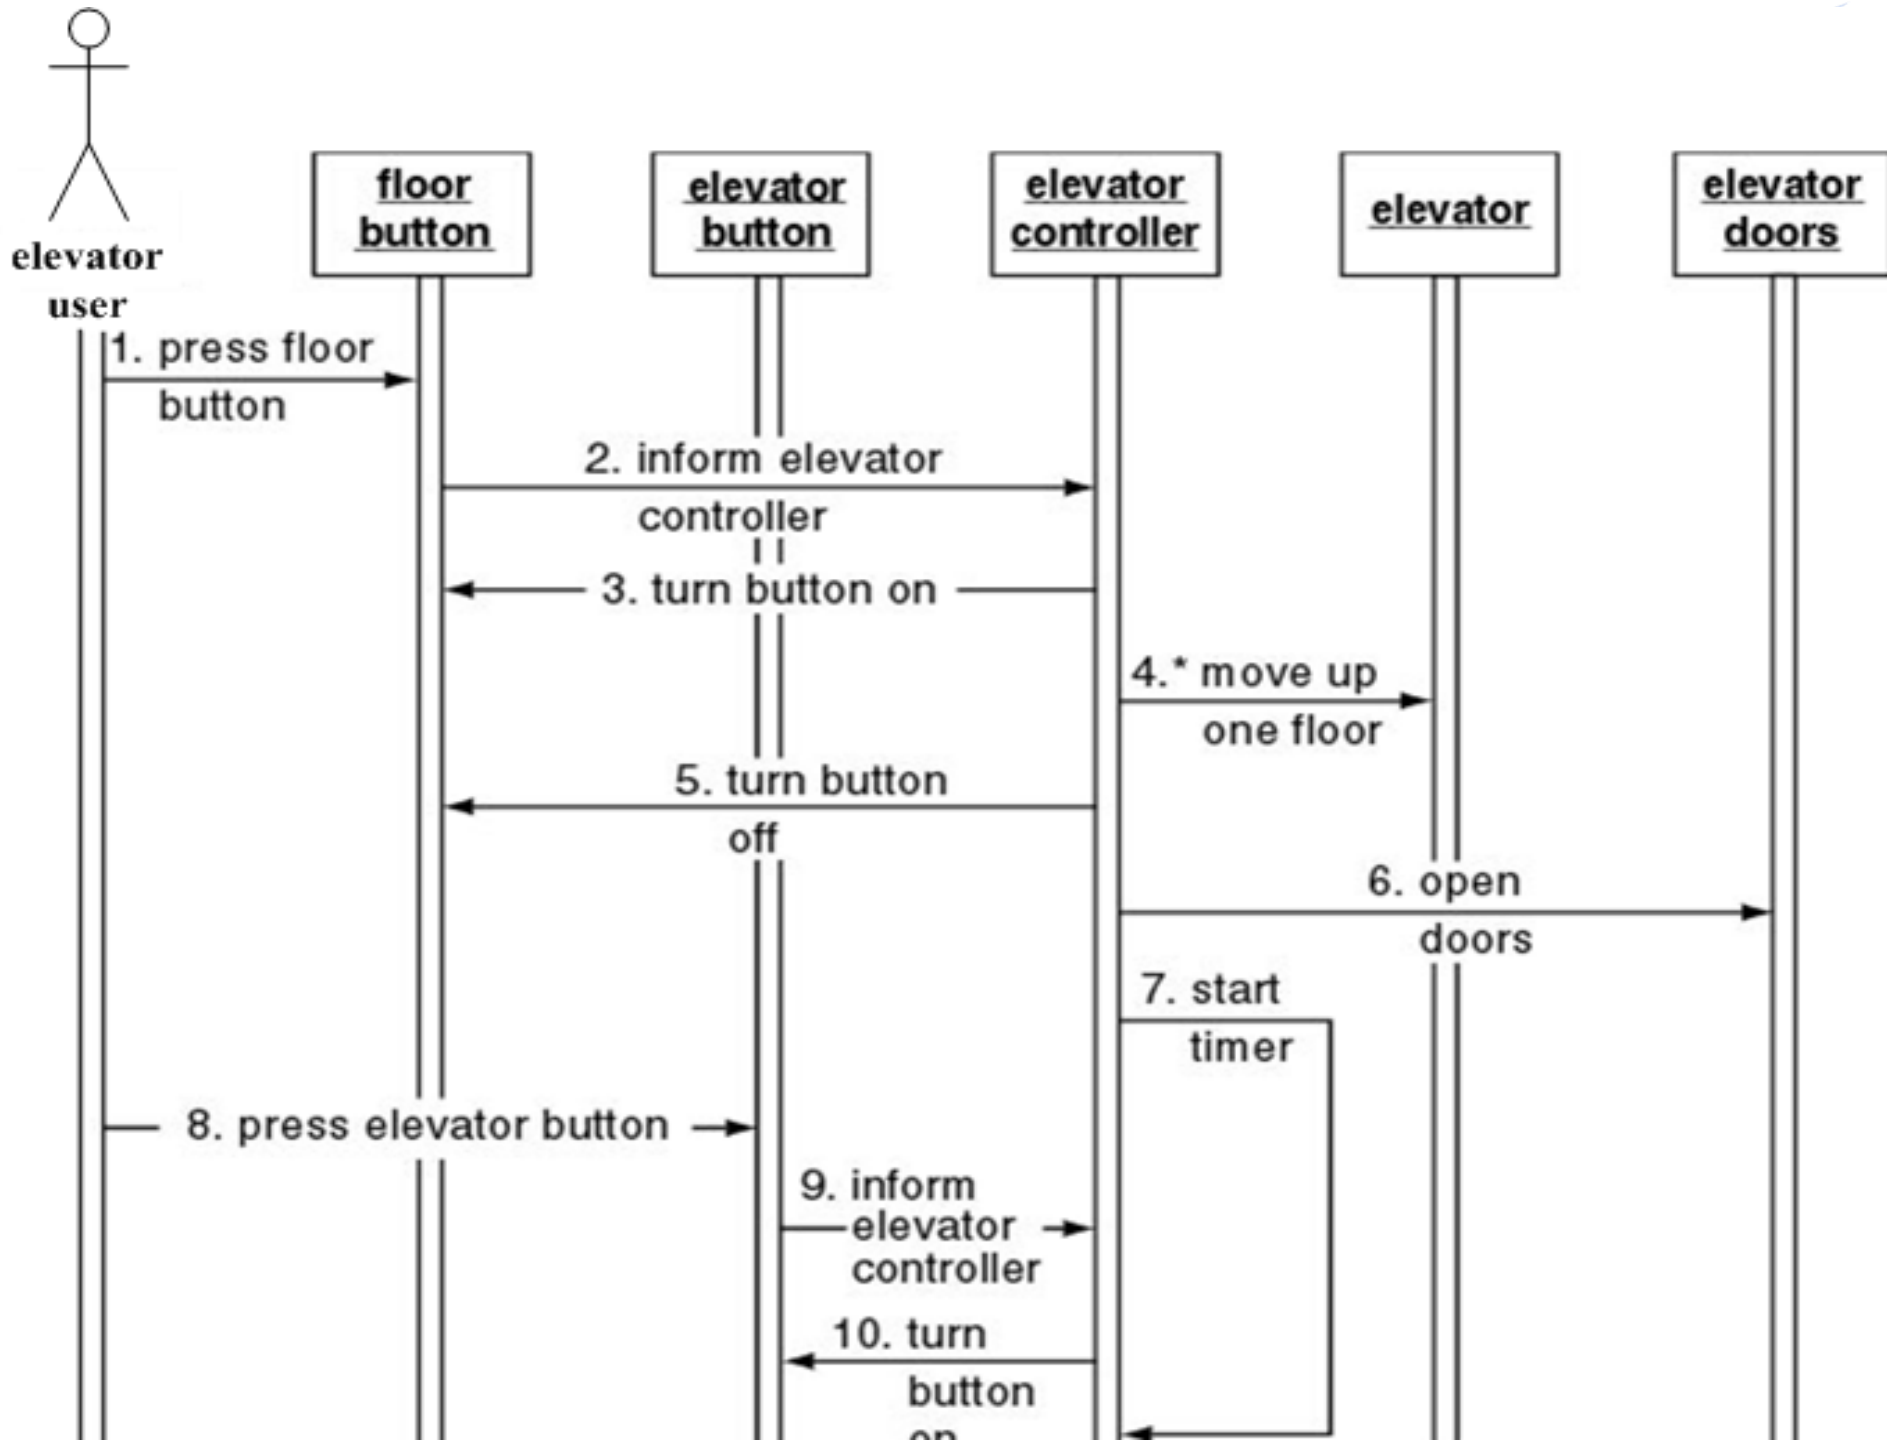 elevator
user
floor
button
elevator
button
elevator
controller
elevator
elevator
doors
1. press floor
button
2. inform elevator
controller
3. turn button on
4.* move up
one floor
5. turn button
off
6. open
doors
7. start
timer
8. press elevator button
9. inform
elevator
controller
10. turn
button
on